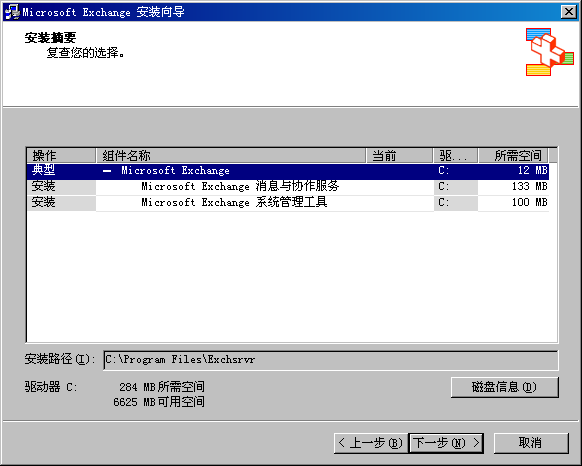 Microsoft Exchange 安装向导
安装摘要
复查您的选择。
操作 组件名称 当前 驱... 所需空间
典型 Microsoft Exchange C: 12 MB
安装 Microsoft Exchange 消息与协作服务 C: 133 MB
安装 Microsoft Exchange 系统管理工具 C: 100 MB
安装路径(I): C:\Program Files\Exchsrvr
驱动器 C: 284 MB 所需空间
6625 MB 可用空间
磁盘信息(D)
< 上一步(B) 下一步(N) > 取消